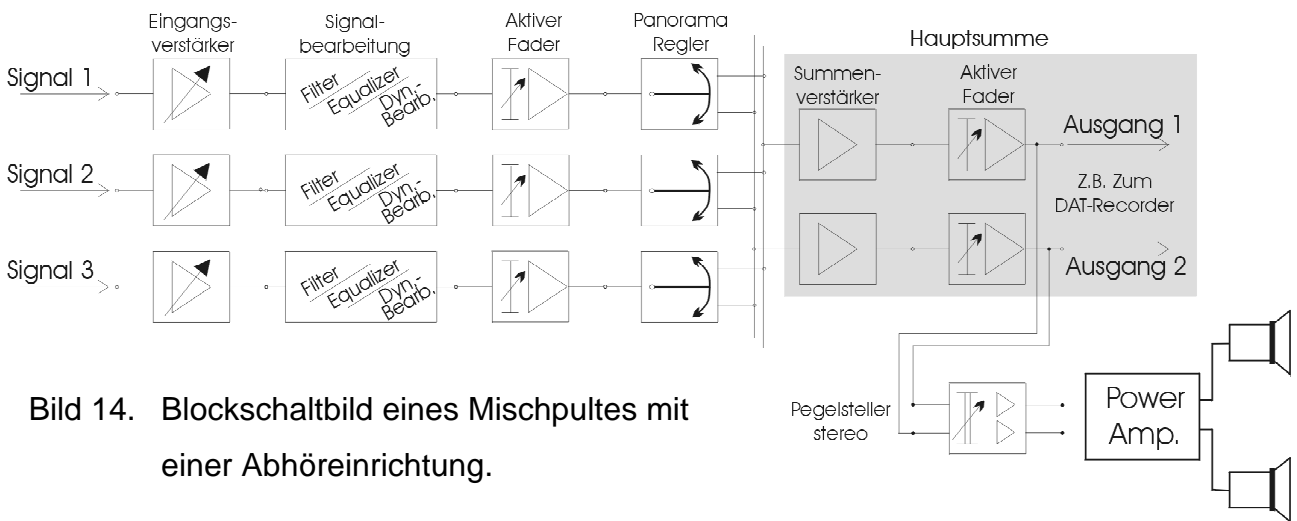 Eingangs-
verstärker
Signal-
bearbeitung
Aktiver
Fader
Panorama
Regler
Hauptsumme
Signal 1
Filter
Equalizer
Dyn.-
Bearb.
Summen-
verstärker
Aktiver
Fader
Ausgang 1
Signal 2
Filter
Equalizer
Dyn.-
Bearb.
Z.B. Zum
DAT-Recorder
Signal 3
Filter
Equalizer
Dyn.-
Bearb.
Ausgang 2
Pegelsteller
stereo
Power
Amp.
Bild 14. Blockschaltbild eines Mischpultes mit
einer Abhöreinrichtung.